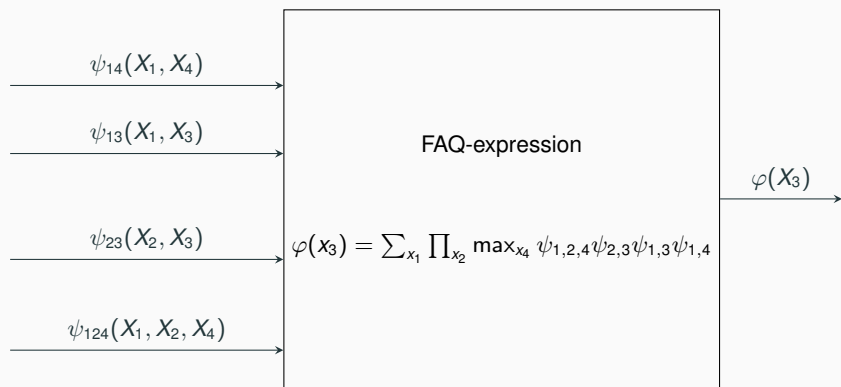 ψ₁₄(X₁, X₄)
ψ₁₃(X₁, X₃)
ψ₂₃(X₂, X₃)
ψ₁₂₄(X₁, X₂, X₄)
FAQ-expression
φ(x₃) = ∑ₓ₁ ∏ₓ₂ maxₓ₄ ψ₁,₂,₄ψ₂,₃ψ₁,₃ψ₁,₄
φ(X₃)